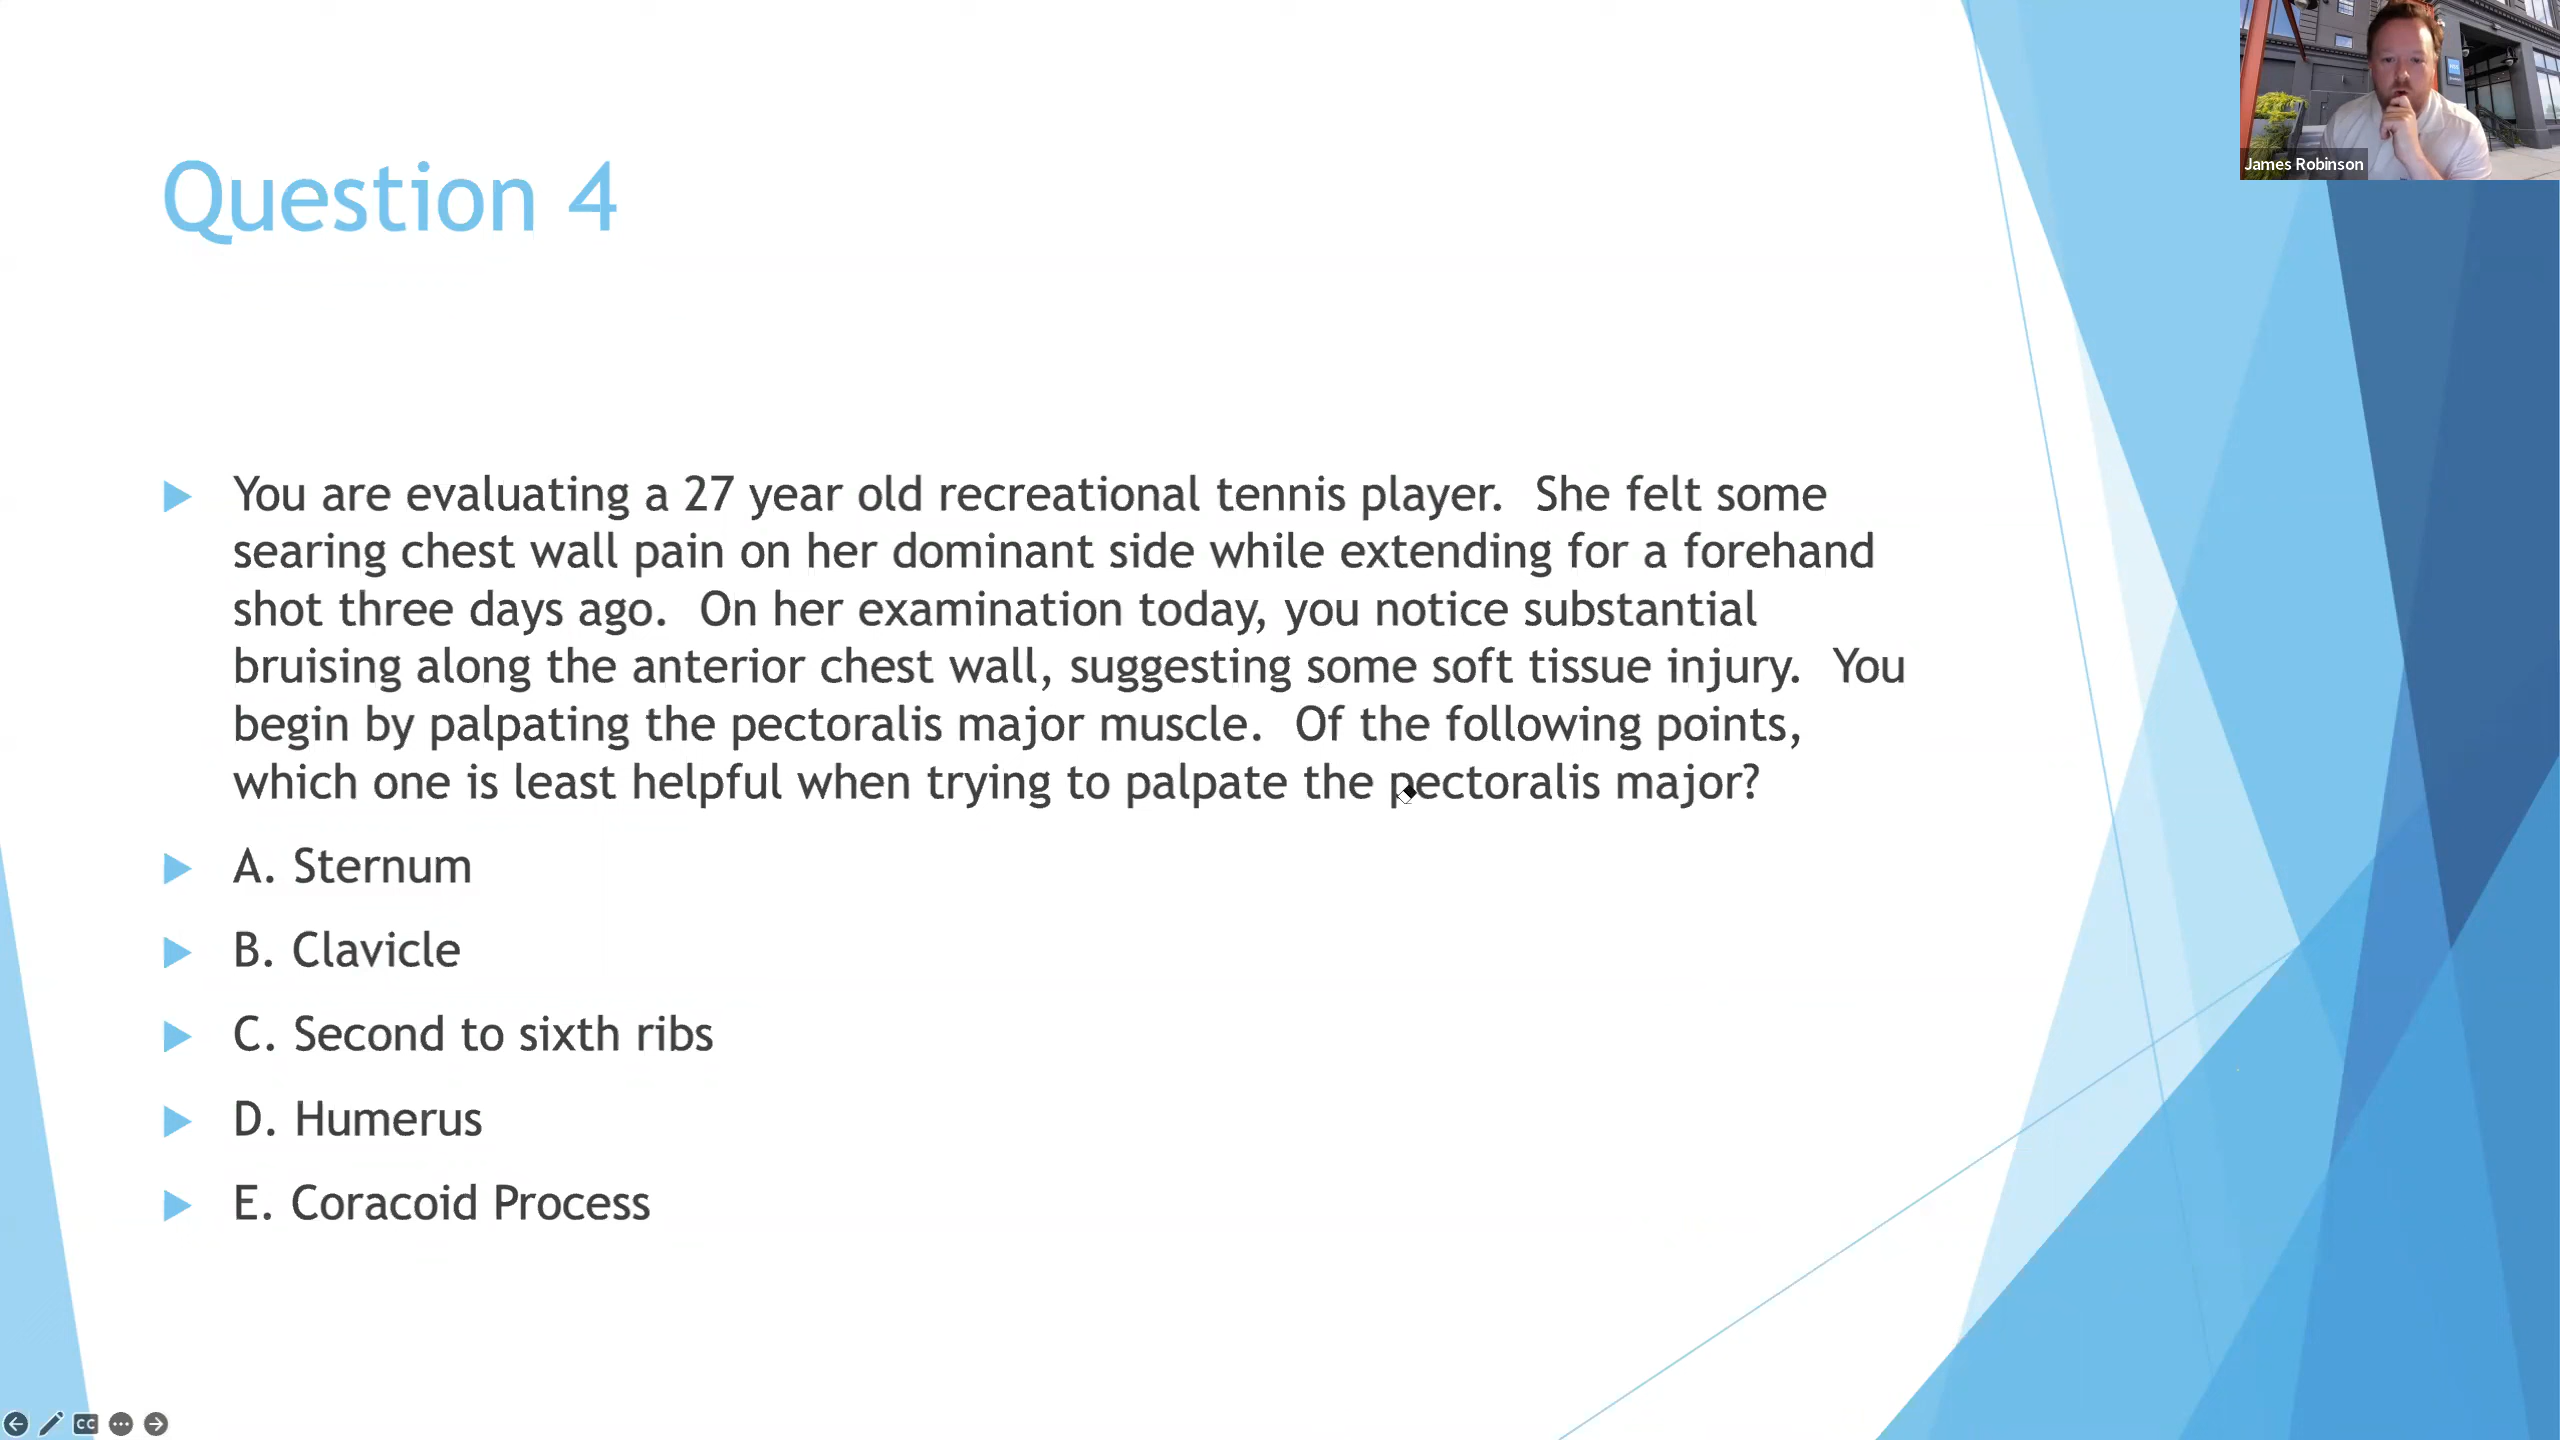 James Robinson
Question 4
You are evaluating a 27 year old recreational tennis player. She felt some
searing chest wall pain on her dominant side while extending for a forehand
shot three days ago. On her examination today, you notice substantial
bruising along the anterior chest wall, suggesting some soft tissue injury. You
begin by palpating the pectoralis major muscle. Of the following points,
which one is least helpful when trying to palpate the pectoralis major?
A. Sternum
B. Clavicle
C. Second to sixth ribs
D. Humerus
E. Coracoid Process
CC